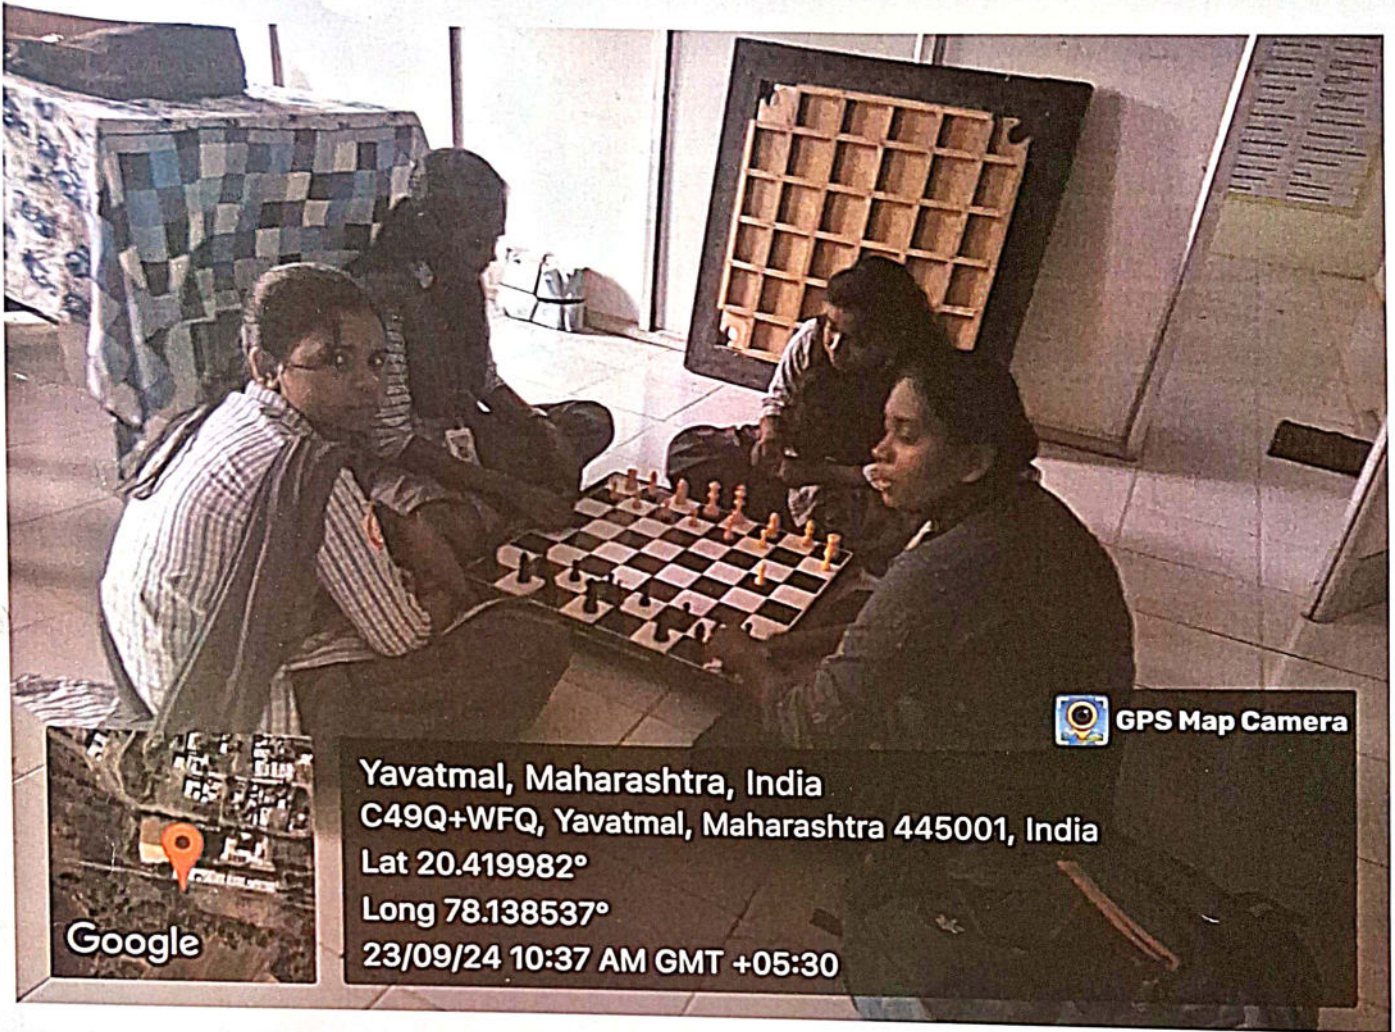 GPS Map Camera
Yavatmal, Maharashtra, India
C49Q+WFQ, Yavatmal, Maharashtra 445001, India
Lat 20.419982°
Long 78.138537°
23/09/24 10:37 AM GMT +05:30
Google